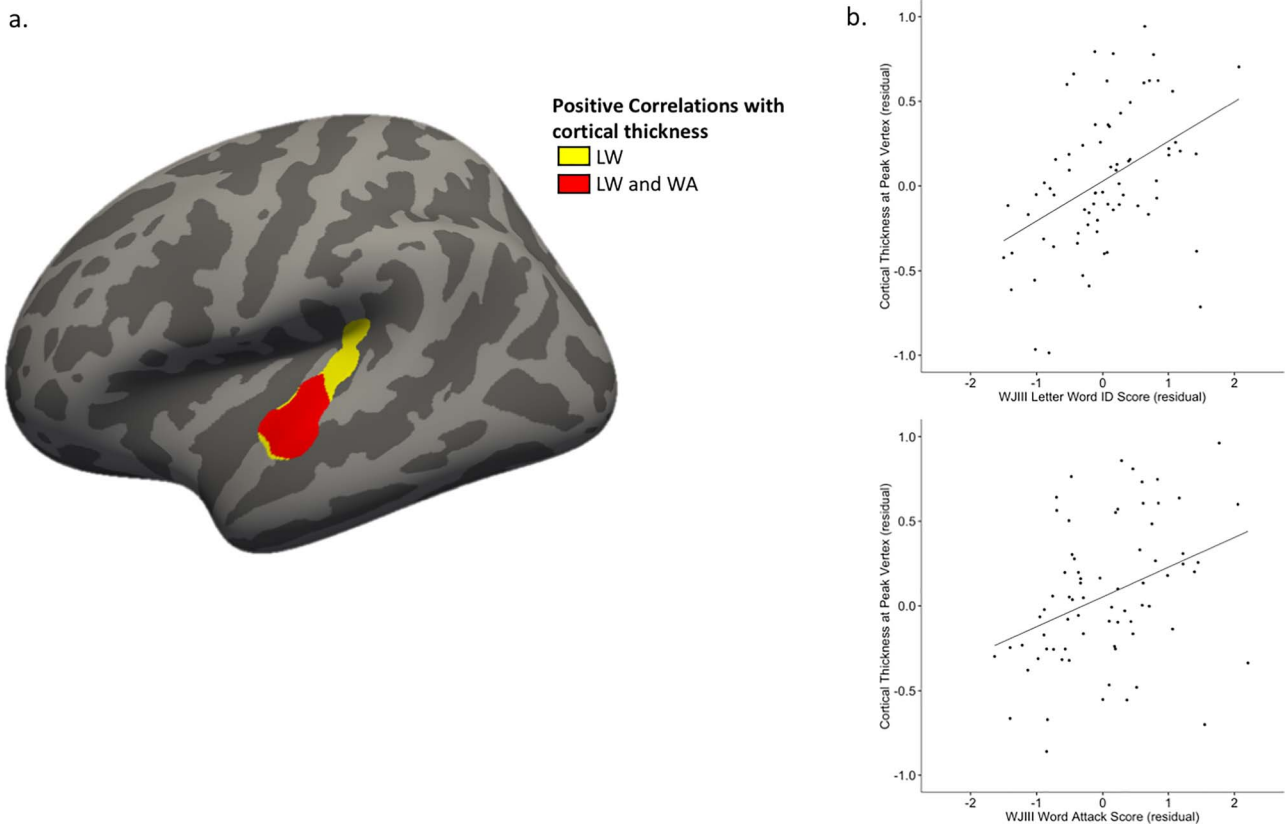 a.
Positive Correlations with
cortical thickness
LW
LW and WA
b.
Cortical Thickness at Peak Vertex (residual)
1.0
0.5
0.0
-0.5
-1.0
-2 -1 0 1 2
WJIII Letter Word ID Score (residual)
Cortical Thickness at Peak Vertex (residual)
1.0
0.5
0.0
-0.5
-1.0
-2 -1 0 1 2
WJIII Word Attack Score (residual)